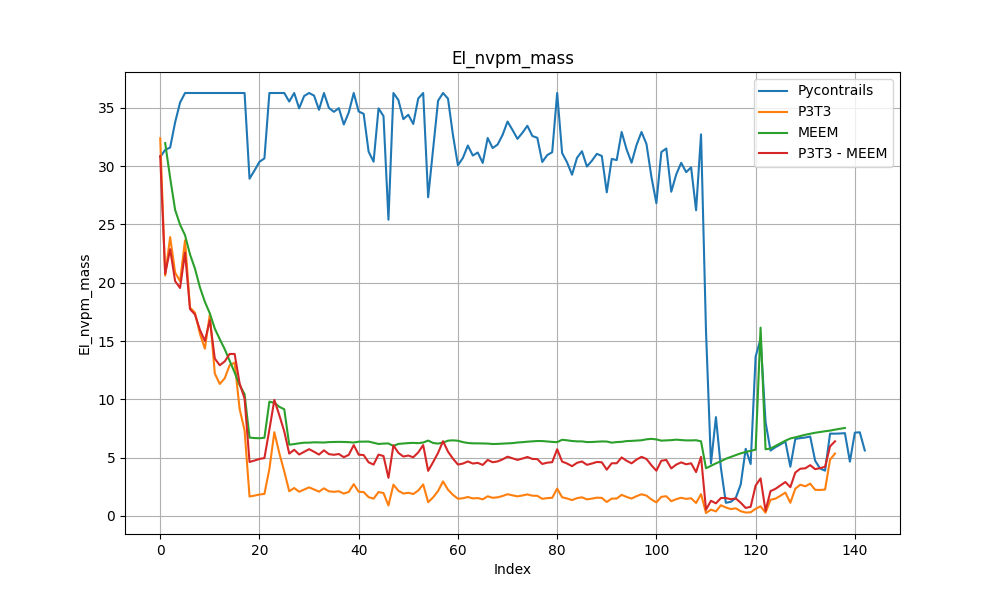 EI_nvpm_mass
Pycontrails
P3T3
MEEM
P3T3 - MEEM
EI_nvpm_mass
35
30
25
20
15
10
5
0
0 20 40 60 80 100 120 140
Index